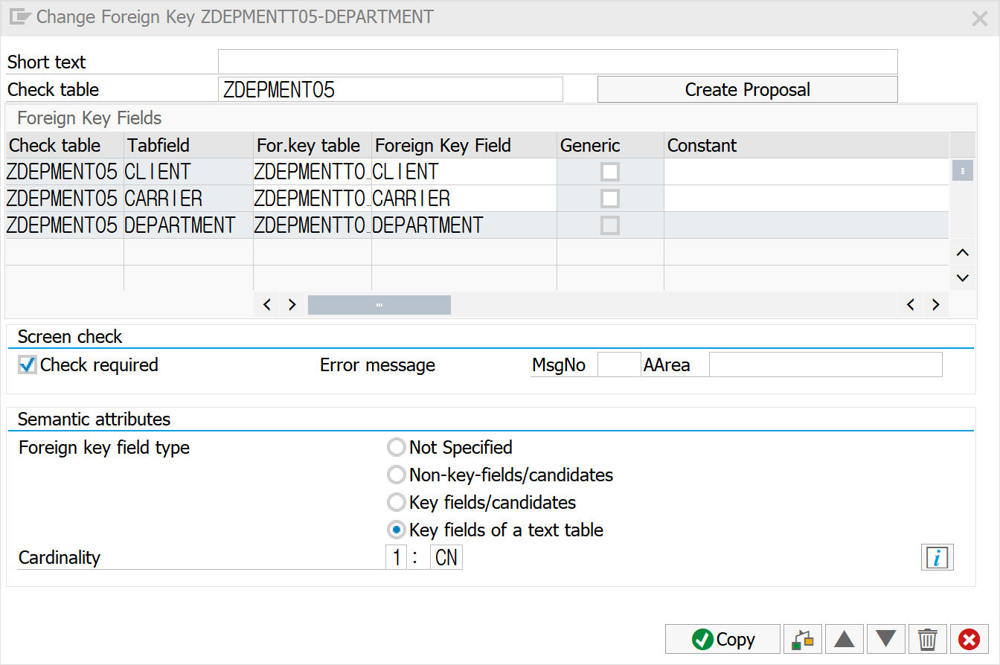 Change Foreign Key ZDEPMENTT05-DEPARTMENT
Short text
Check table ZDEPMENT05 Create Proposal
Foreign Key Fields
Check table Tabfield For.key table Foreign Key Field Generic Constant
ZDEPMENT05 CLIENT ZDEPMENTT0… CLIENT
ZDEPMENT05 CARRIER ZDEPMENTT0… CARRIER
ZDEPMENT05 DEPARTMENT ZDEPMENTT0… DEPARTMENT
Screen check
Check required Error message MsgNo AArea
Semantic attributes
Foreign key field type Not Specified
Non-key-fields/candidates
Key fields/candidates
Key fields of a text table
Cardinality 1 : CN
Copy